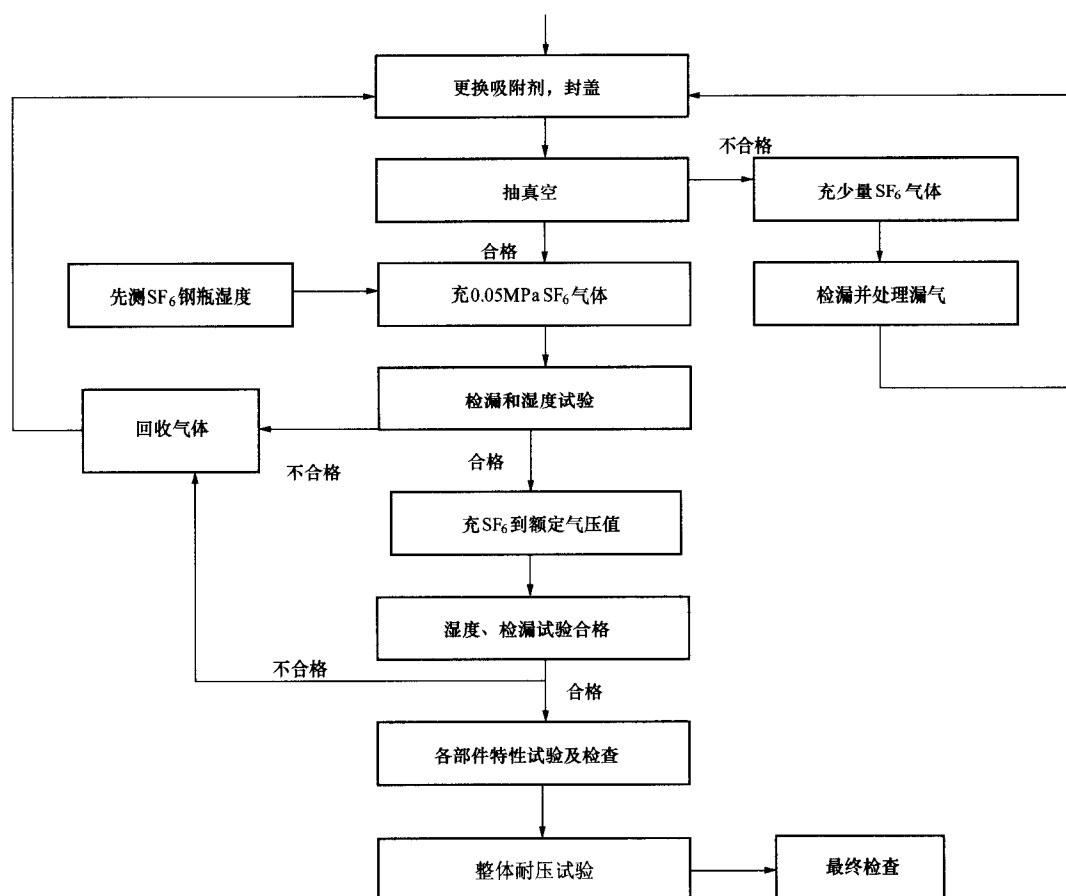 更换吸附剂，封盖
不合格
抽真空
充少量SF₆气体
合格
先测SF₆钢瓶湿度
充0.05MPa SF₆气体
检漏并处理漏气
检漏和湿度试验
回收气体
不合格
合格
充SF₆到额定气压值
湿度、检漏试验合格
不合格
合格
各部件特性试验及检查
整体耐压试验
最终检查